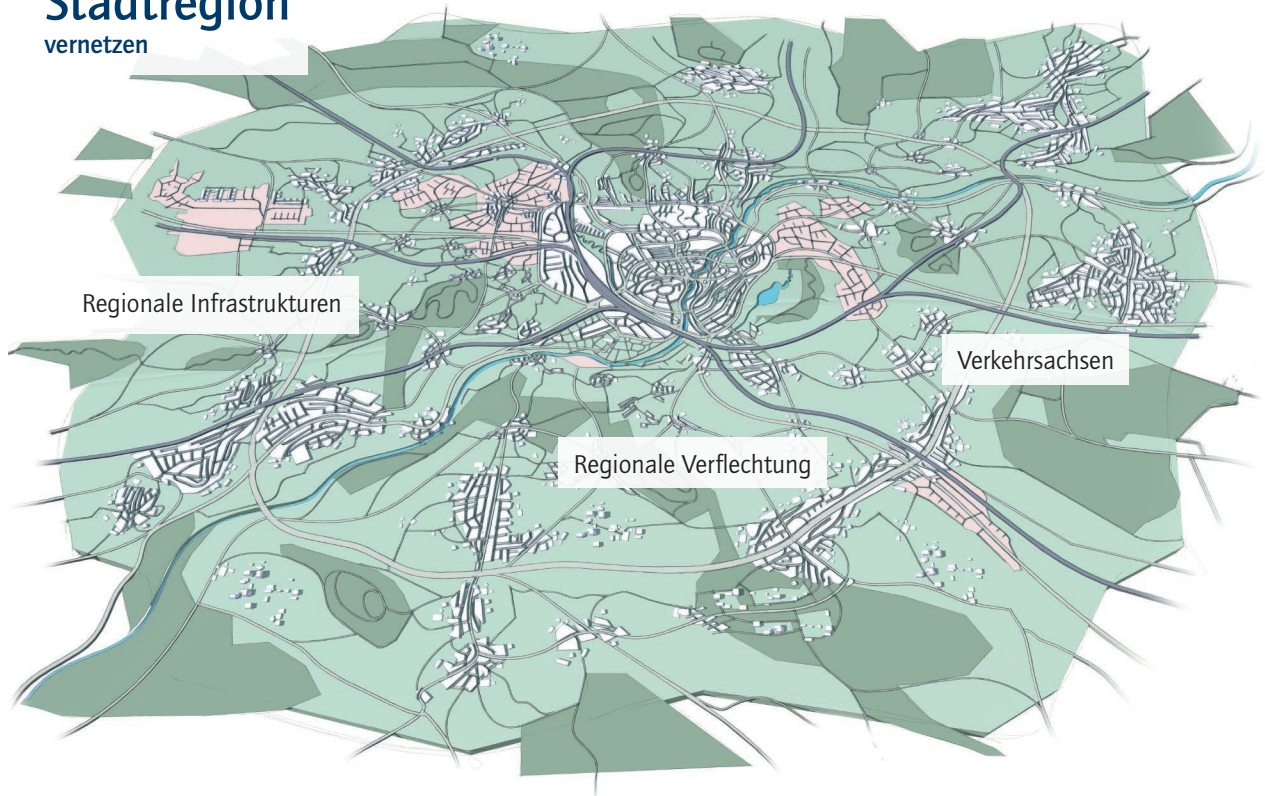 Stadtregion
vernetzen
Regionale Infrastrukturen
Verkehrsachsen
Regionale Verflechtung